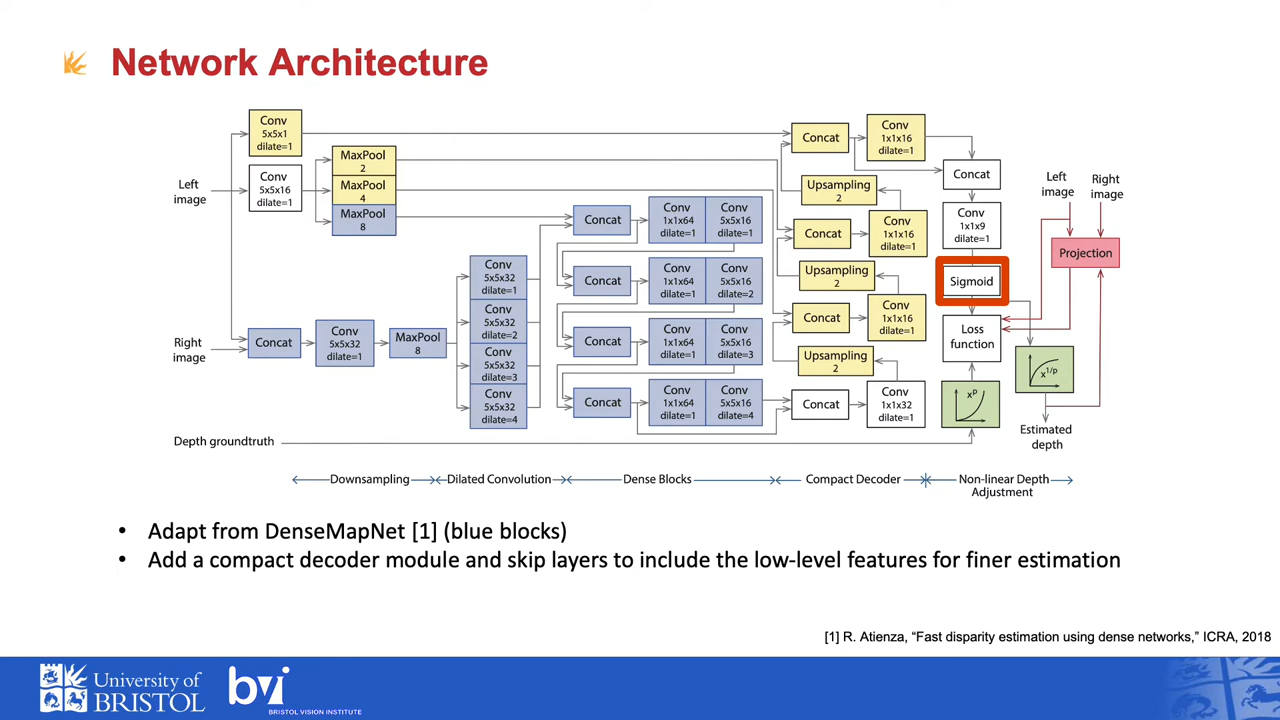 Network Architecture
Conv
5x5x1
dilate=1
Left
image
Conv
5x5x16
dilate=1
MaxPool
2
MaxPool
4
MaxPool
8
Right
image
Concat
Conv
5x5x32
dilate=1
MaxPool
8
Conv
5x5x32
dilate=1
Conv
5x5x32
dilate=2
Conv
5x5x32
dilate=3
Conv
5x5x32
dilate=4
Concat
Conv
1x1x64
dilate=1
Conv
5x5x16
dilate=1
Concat
Conv
1x1x64
dilate=1
Conv
5x5x16
dilate=2
Concat
Conv
1x1x64
dilate=1
Conv
5x5x16
dilate=3
Concat
Conv
1x1x64
dilate=1
Conv
5x5x16
dilate=4
Concat
Conv
1x1x16
dilate=1
Upsampling
2
Concat
Conv
1x1x16
dilate=1
Upsampling
2
Concat
Conv
1x1x16
dilate=1
Upsampling
2
Concat
Conv
1x1x32
dilate=1
Concat
Conv
1x1x9
dilate=1
Sigmoid
Loss
function
x^p
Left
image
Right
image
Projection
x^1/p
Estimated
depth
Depth groundtruth
Downsampling
Dilated Convolution
Dense Blocks
Compact Decoder
Non-linear Depth
Adjustment
• Adapt from DenseMapNet [1] (blue blocks)
• Add a compact decoder module and skip layers to include the low-level features for finer estimation
[1] R. Atienza, “Fast disparity estimation using dense networks,” ICRA, 2018
University of
BRISTOL
bvi
BRISTOL VISION INSTITUTE